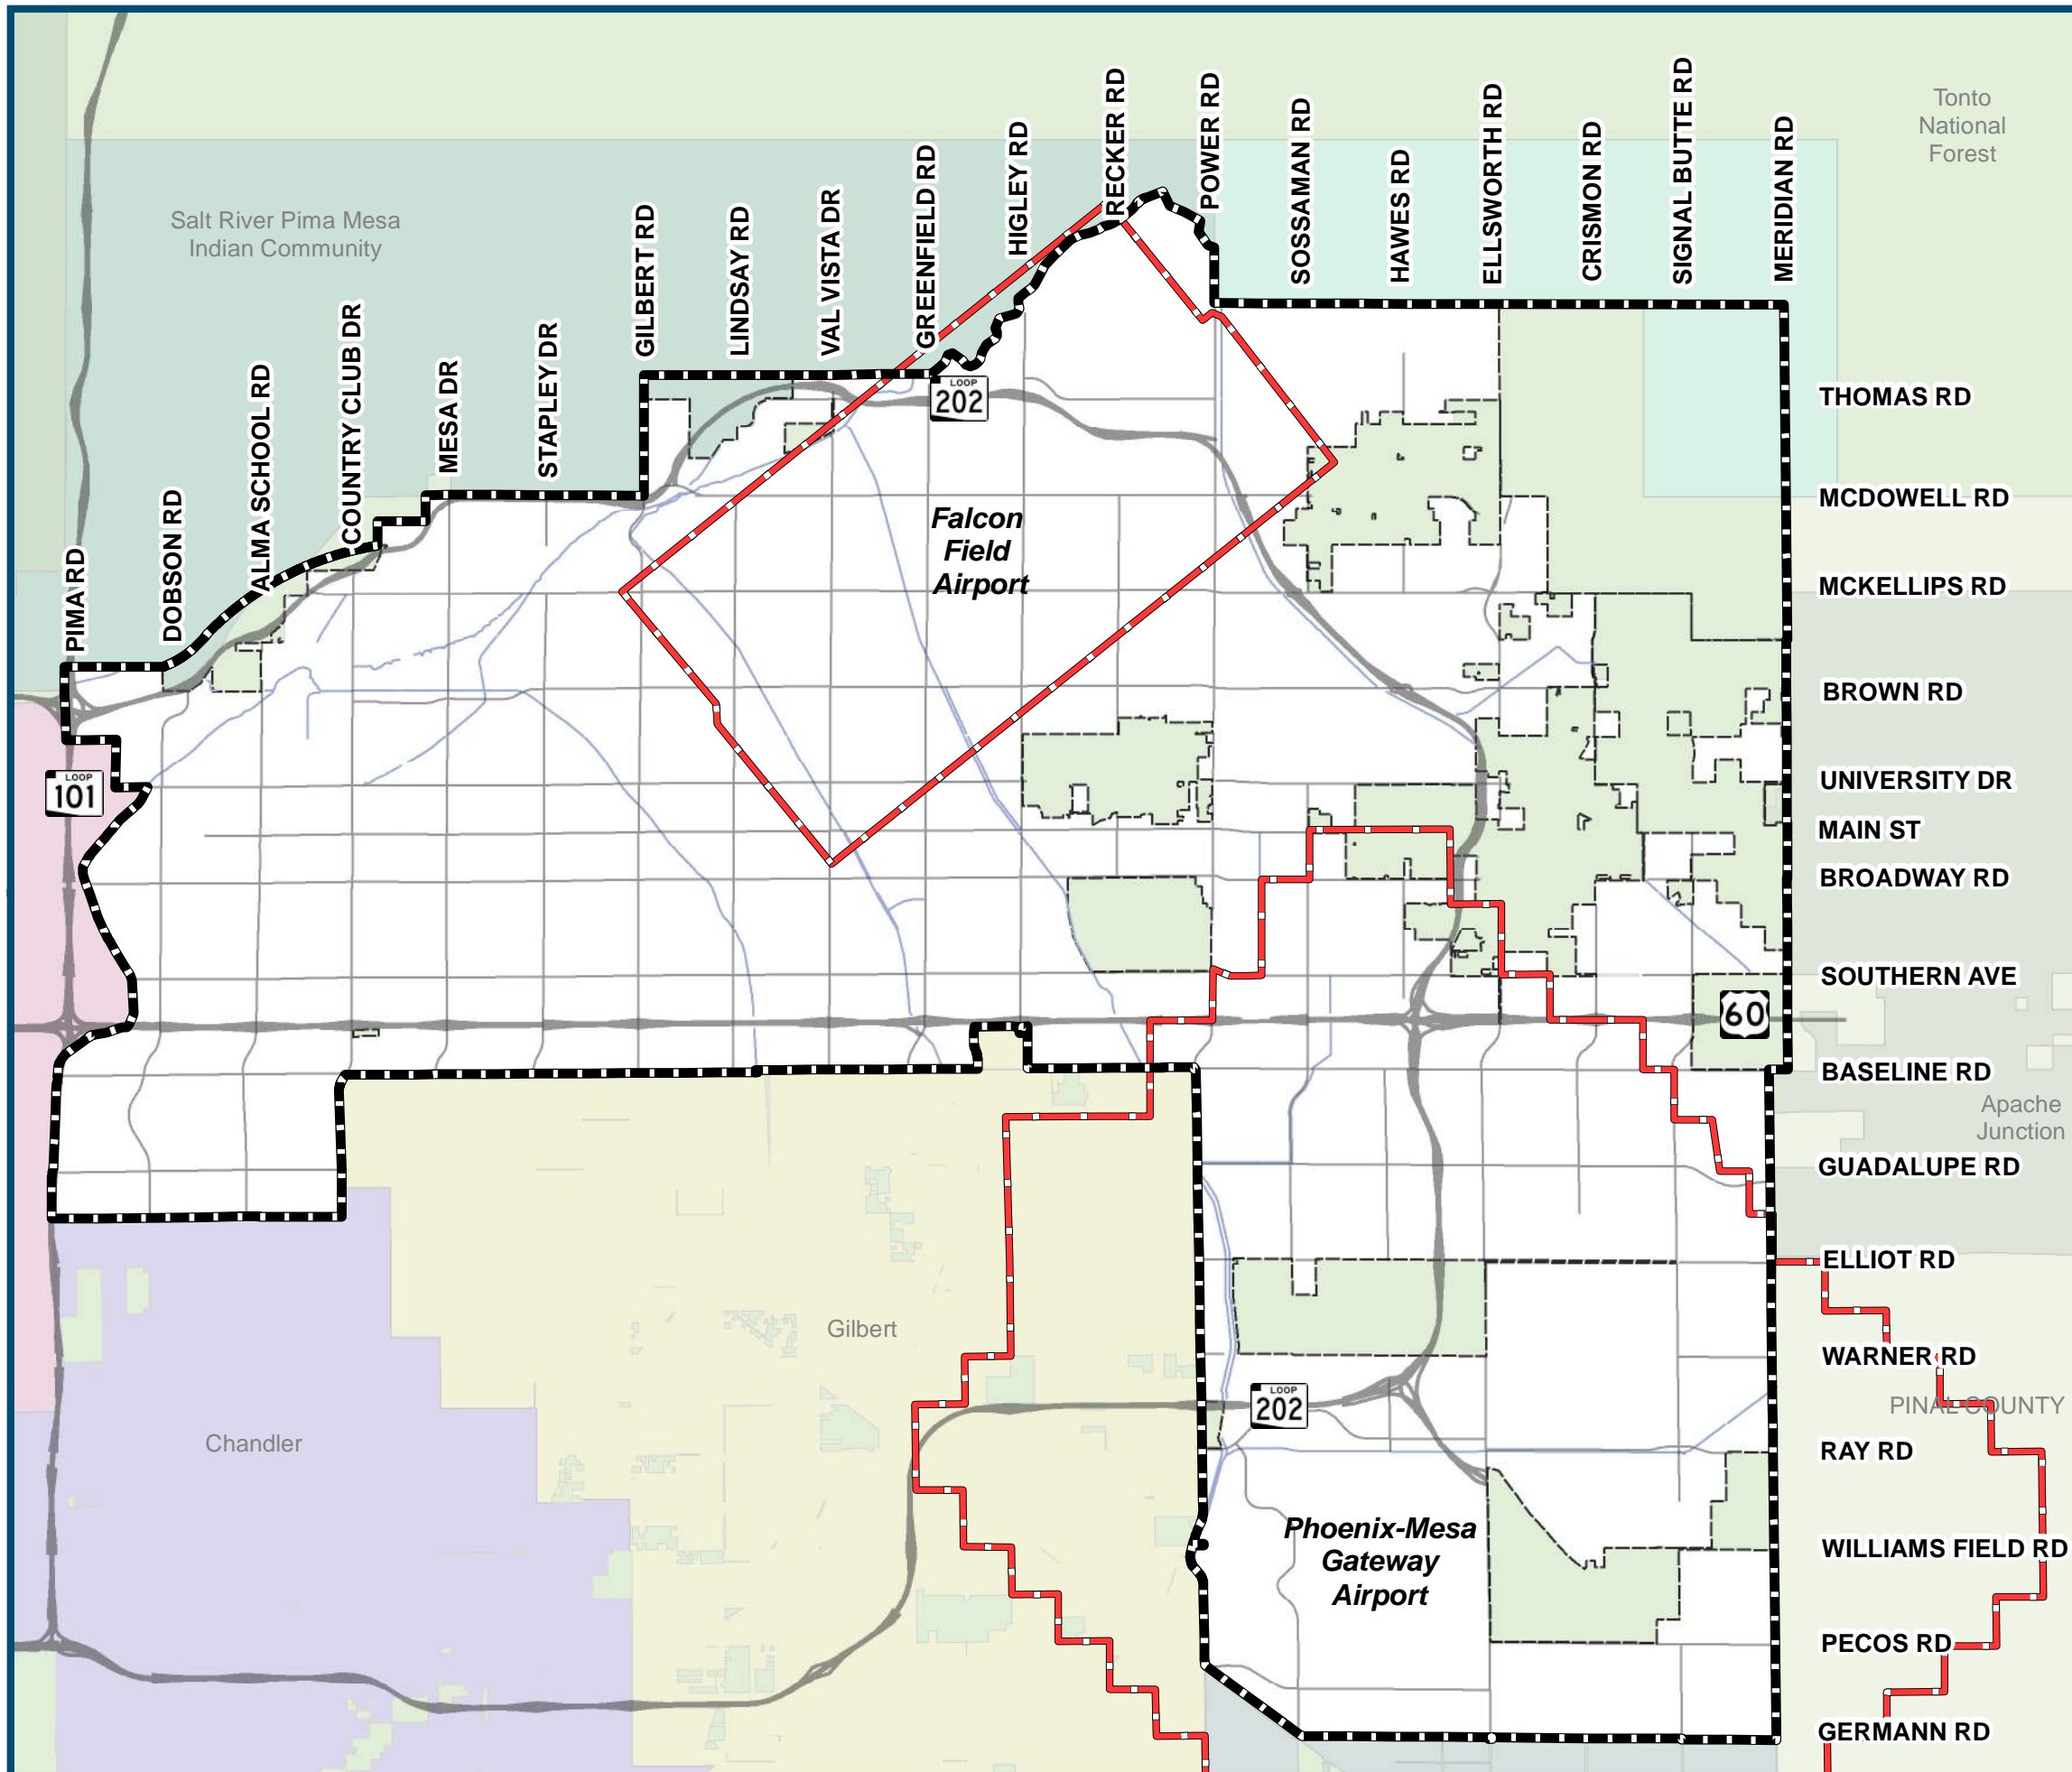 Tonto
National
Forest
Salt River Pima Mesa
Indian Community
PIMA RD
DOBSON RD
ALMA SCHOOL RD
COUNTRY CLUB DR
MESA DR
STAPLEY DR
GILBERT RD
LINDSAY RD
VAL VISTA DR
GREENFIELD RD
HIGLEY RD
RECKER RD
POWER RD
SOSSAMAN RD
HAWES RD
ELLSWORTH RD
CRISMON RD
SIGNAL BUTTE RD
MERIDIAN RD
LOOP
202
THOMAS RD
MCDOWELL RD
Falcon
Field
Airport
MCKELLIPS RD
BROWN RD
LOOP
101
UNIVERSITY DR
MAIN ST
BROADWAY RD
SOUTHERN AVE
60
BASELINE RD
Apache
Junction
GUADALUPE RD
ELLIOT RD
Gilbert
WARNER RD
LOOP
202
PINAL COUNTY
Chandler
RAY RD
Phoenix-Mesa
Gateway
Airport
WILLIAMS FIELD RD
PECOS RD
GERMANN RD